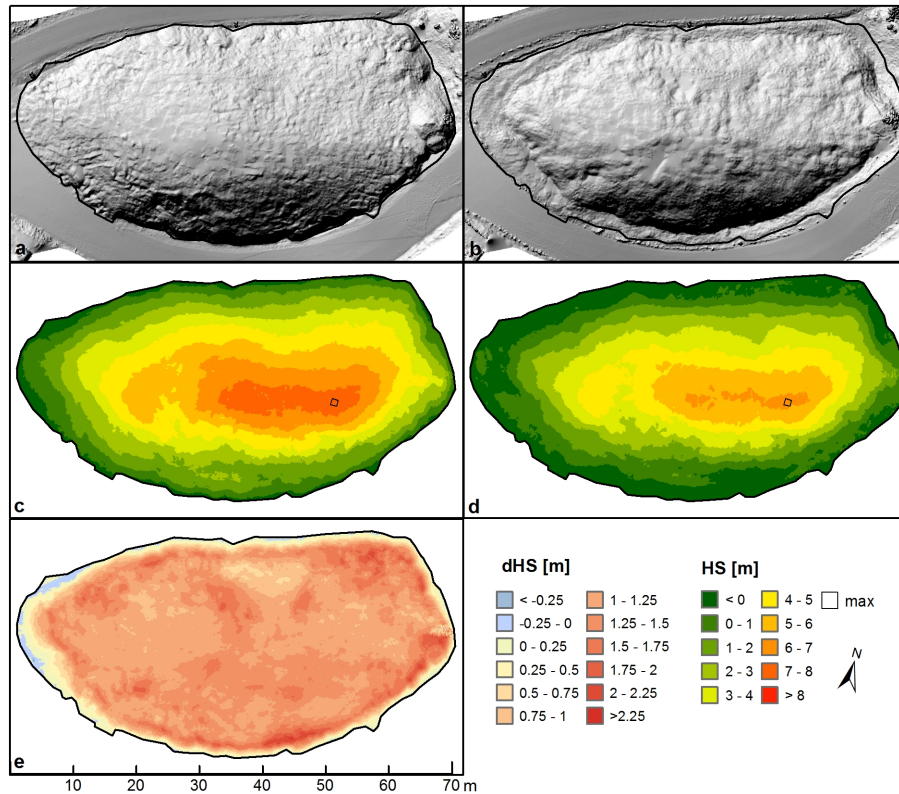 a
b
c
d
e
dHS [m]
< -0.25
-0.25 - 0
0 - 0.25
0.25 - 0.5
0.5 - 0.75
0.75 - 1
1 - 1.25
1.25 - 1.5
1.5 - 1.75
1.75 - 2
2 - 2.25
>2.25
HS [m]
< 0
0 - 1
1 - 2
2 - 3
3 - 4
4 - 5
5 - 6
6 - 7
7 - 8
> 8
max
N
10 20 30 40 50 60 70 m